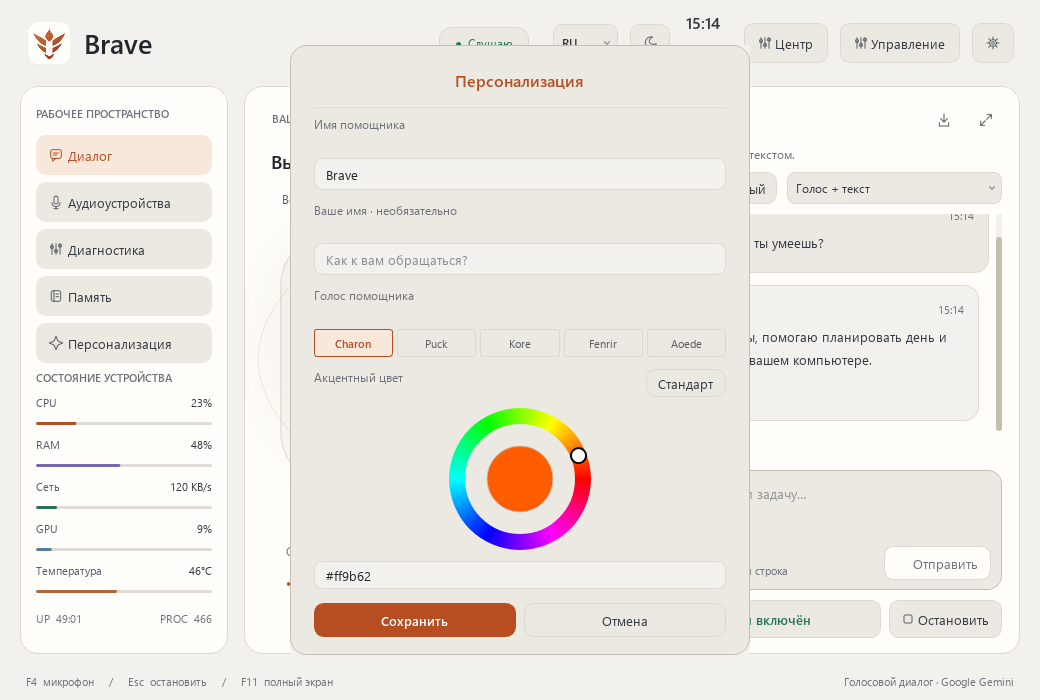 Brave
Слушаю
RU
15:14
Центр
Управление
РАБОЧЕЕ ПРОСТРАНСТВО
Диалог
Аудиоустройства
Диагностика
Память
Персонализация
СОСТОЯНИЕ УСТРОЙСТВА
CPU 23%
RAM 48%
Сеть 120 KB/s
GPU 9%
Температура 46°C
UP 49:01 PROC 466
Персонализация
Имя помощника
Brave
Ваше имя · необязательно
Как к вам обращаться?
Голос помощника
Charon Puck Kore Fenrir Aoede
Акцентный цвет
Стандарт
#ff9b62
Сохранить
Отмена
текстом.
Голос + текст
15:14
ты умеешь?
15:14
помогаю планировать день и
вашем компьютере.
задачу...
строка
Отправить
включён
Остановить
F4 микрофон / Esc остановить / F11 полный экран
Голосовой диалог · Google Gemini